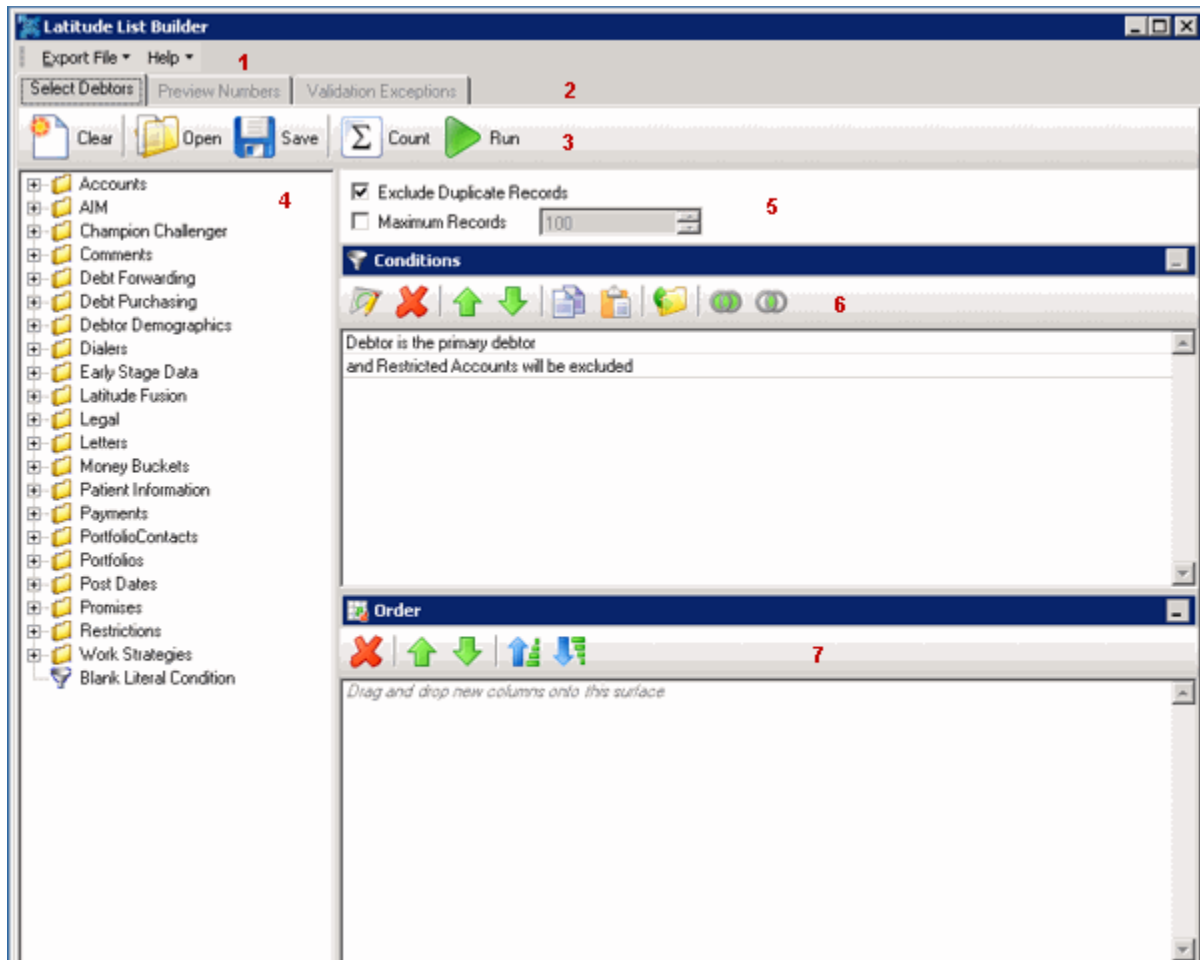 Latitude List Builder
Export File Help 1
Select Debtors Preview Numbers Validation Exceptions 2
Clear Open Save Σ Count Run 3
4
Accounts
AIM
Champion Challenger
Comments
Debt Forwarding
Debt Purchasing
Debtor Demographics
Dialers
Early Stage Data
Latitude Fusion
Legal
Letters
Money Buckets
Patient Information
Payments
PortfolioContacts
Portfolios
Post Dates
Promises
Restrictions
Work Strategies
Blank Literal Condition
Exclude Duplicate Records
Maximum Records 100
5
Conditions
6
Debtor is the primary debtor
and Restricted Accounts will be excluded
Order
7
Drag and drop new columns onto this surface